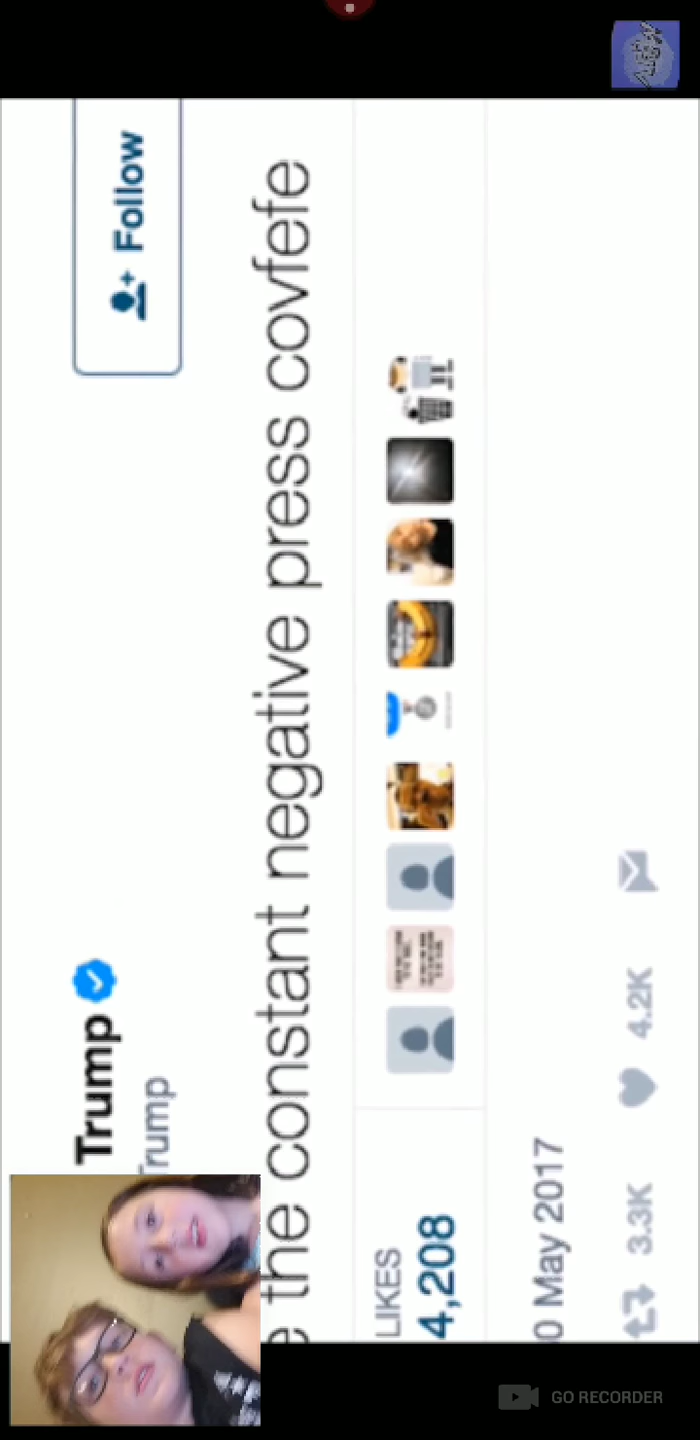 Follow
Trump
Trump
the constant negative press covfefe
LIKES
4,208
0 May 2017
3.3K
4.2K
GO RECORDER